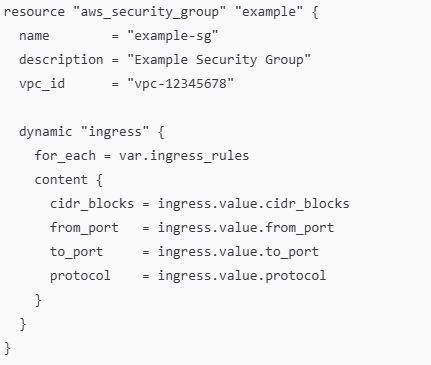 resource "aws_security_group" "example" {
  name        = "example-sg"
  description = "Example Security Group"
  vpc_id      = "vpc-12345678"

  dynamic "ingress" {
    for_each = var.ingress_rules
    content {
      cidr_blocks = ingress.value.cidr_blocks
      from_port   = ingress.value.from_port
      to_port     = ingress.value.to_port
      protocol    = ingress.value.protocol
    }
  }
}